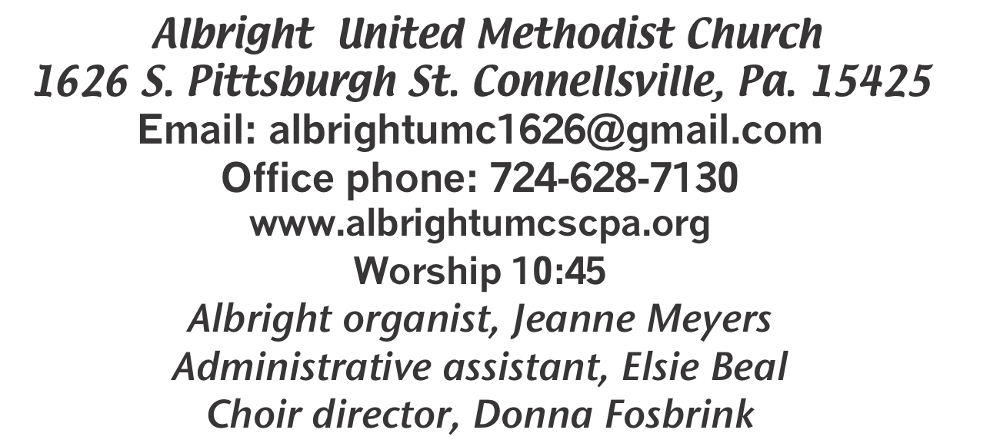 Albright United Methodist Church
1626 S. Pittsburgh St. Connellsville, Pa. 15425
Email: albrightumc1626@gmail.com
Office phone: 724-628-7130
www.albrightumcscpa.org
Worship 10:45
Albright organist, Jeanne Meyers
Administrative assistant, Elsie Beal
Choir director, Donna Fosbrink